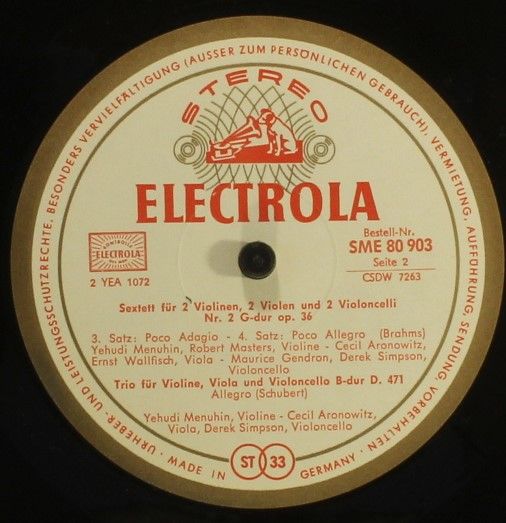 URHEBER- UND LEISTUNGSSCHUTZRECHTE, BESONDERS VERVIELFÄLTIGUNG (AUSSER ZUM PERSÖNLICHEN GEBRAUCH), VERMIETUNG, AUFFÜHRUNG, SENDUNG, VORBEHALTEN ·
STEREO
ELECTROLA
Bestell-Nr.
SME 80 903
Seite 2
CSDW 7263
ELECTROLA
2 YEA 1072
Sextett für 2 Violinen, 2 Violen und 2 Violoncelli
Nr. 2 G-dur op. 36
3. Satz: Poco Adagio - 4. Satz: Poco Allegro (Brahms)
Yehudi Menuhin, Robert Masters, Violine - Cecil Aronowitz,
Ernst Wallfisch, Viola - Maurice Gendron, Derek Simpson,
Violoncello
Trio für Violine, Viola und Violoncello B-dur D. 471
Allegro (Schubert)
Yehudi Menuhin, Violine - Cecil Aronowitz,
Viola, Derek Simpson, Violoncello
· MADE IN GERMANY ·
ST 33